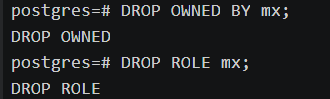 postgres=# DROP OWNED BY mx;
DROP OWNED
postgres=# DROP ROLE mx;
DROP ROLE